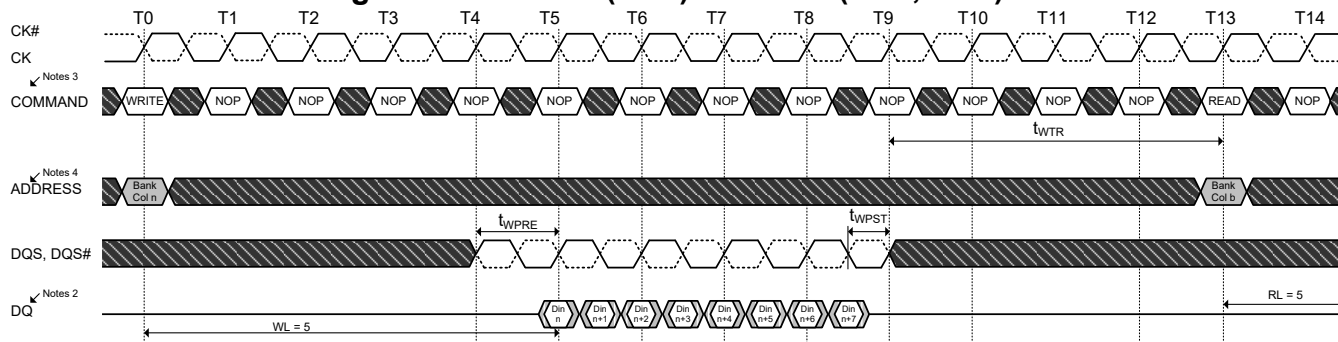 T0 T1 T2 T3 T4 T5 T6 T7 T8 T9 T10 T11 T12 T13 T14
CK#
CK
Notes 3
COMMAND WRITE NOP NOP NOP NOP NOP NOP NOP NOP NOP NOP NOP NOP READ NOP
tWTR
Notes 4
ADDRESS Bank Col n Bank Col b
tWPRE tWPST
DQS, DQS#
Notes 2
DQ Din n Din n+1 Din n+2 Din n+3 Din n+4 Din n+5 Din n+6 Din n+7
RL = 5
WL = 5